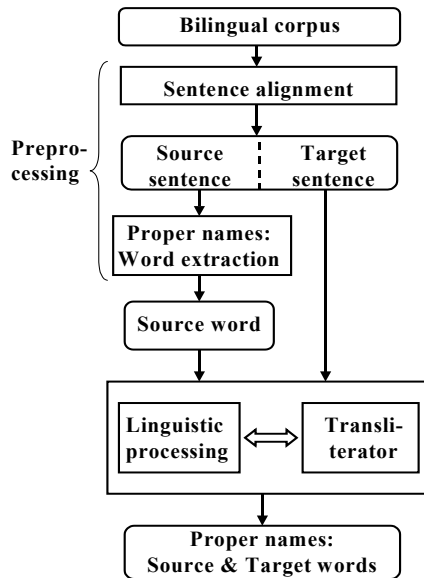 Bilingual corpus
Sentence alignment
Prepro-
cessing
Source
sentence
Target
sentence
Proper names:
Word extraction
Source word
Linguistic
processing
Transli-
terator
Proper names:
Source & Target words